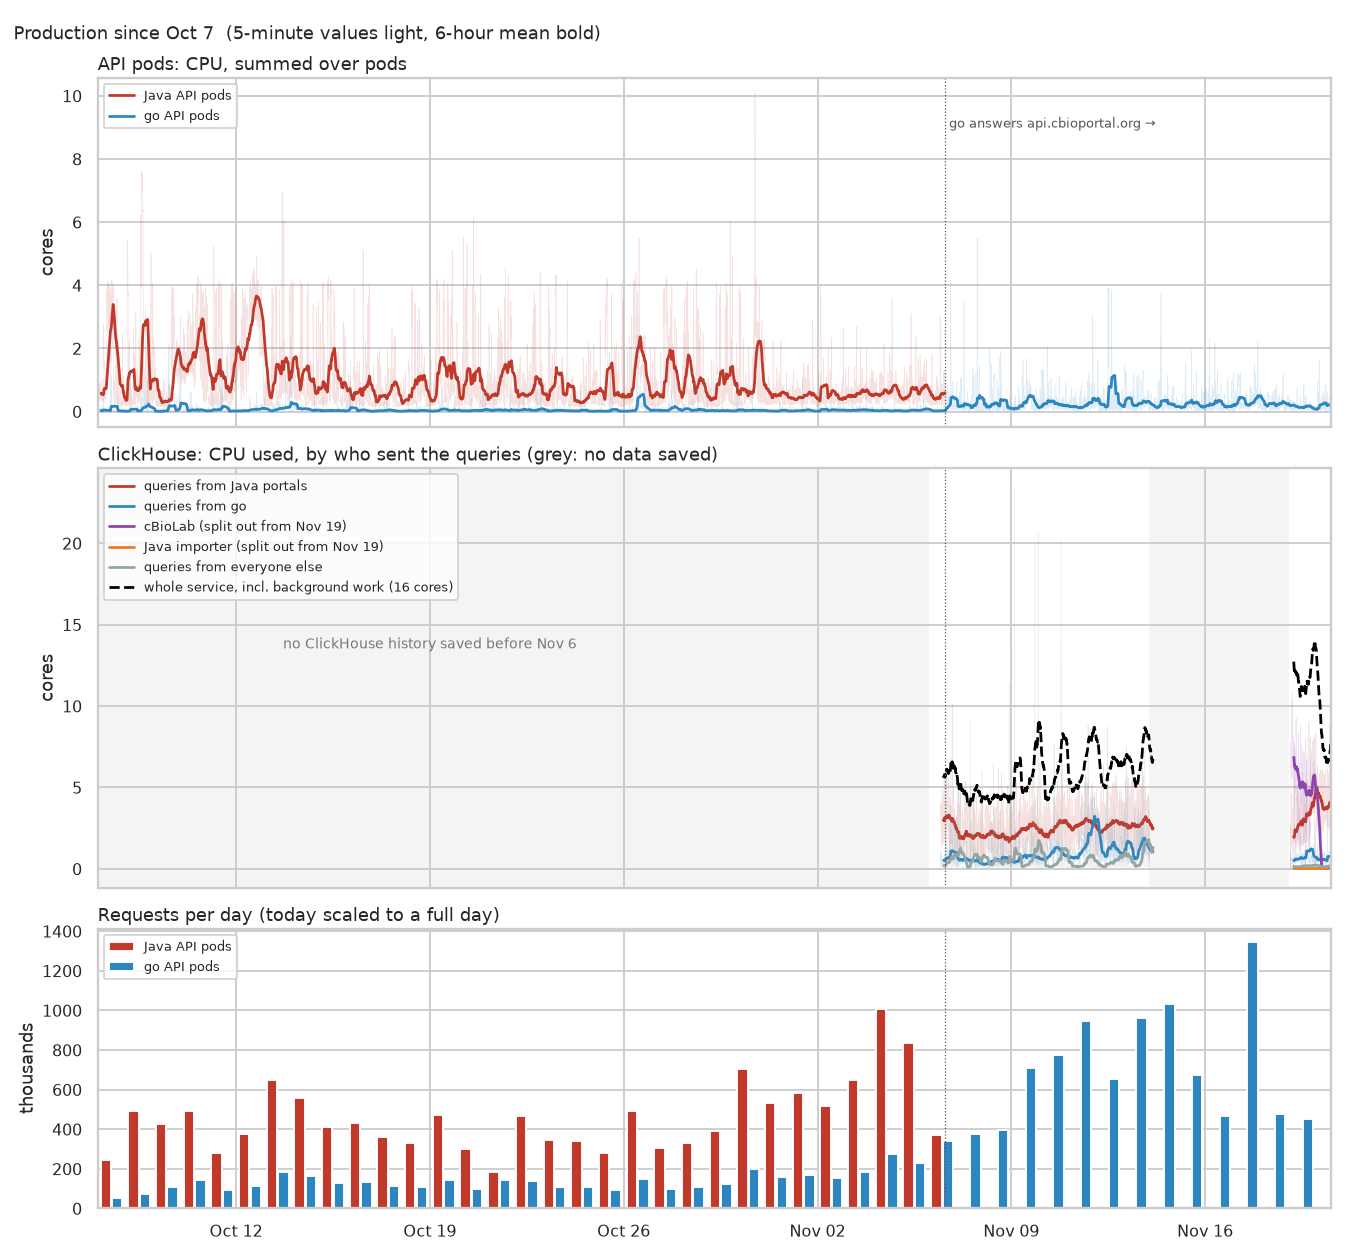 Production since Oct 7  (5-minute values light, 6-hour mean bold)
API pods: CPU, summed over pods
Java API pods
go API pods
go answers api.cbioportal.org →
cores
10
8
6
4
2
0
ClickHouse: CPU used, by who sent the queries (grey: no data saved)
queries from Java portals
queries from go
cBioLab (split out from Nov 19)
Java importer (split out from Nov 19)
queries from everyone else
whole service, incl. background work (16 cores)
no ClickHouse history saved before Nov 6
cores
20
15
10
5
0
Requests per day (today scaled to a full day)
Java API pods
go API pods
thousands
1400
1200
1000
800
600
400
200
0
Oct 12
Oct 19
Oct 26
Nov 02
Nov 09
Nov 16